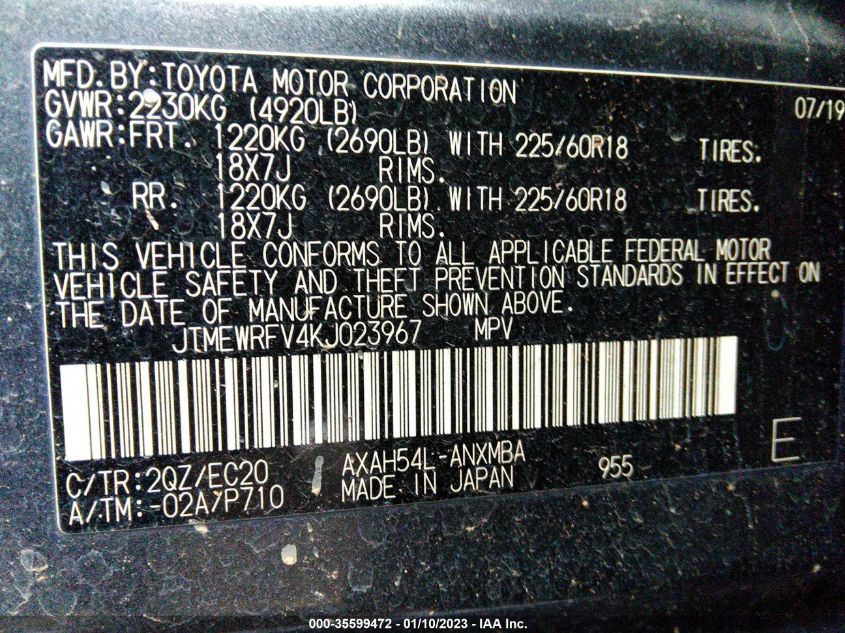 MFD. BY: TOYOTA MOTOR CORPORATION 07/19
GVWR: 2230KG (4920LB)
GAWR: FRT. 1220KG (2690LB) WITH 225/60R18 TIRES.
18X7J RIMS.
RR. 1220KG (2690LB) WITH 225/60R18 TIRES.
18X7J RIMS.
THIS VEHICLE CONFORMS TO ALL APPLICABLE FEDERAL MOTOR
VEHICLE SAFETY AND THEFT PREVENTION STANDARDS IN EFFECT ON
THE DATE OF MANUFACTURE SHOWN ABOVE.
JTMEWRFV4KJ023967 MPV
E
C/TR: 2QZ/EC20 AXAH54L-ANXMBA 955
A/TM: -02A/P710 MADE IN JAPAN
000-35599472 - 01/10/2023 - IAA Inc.